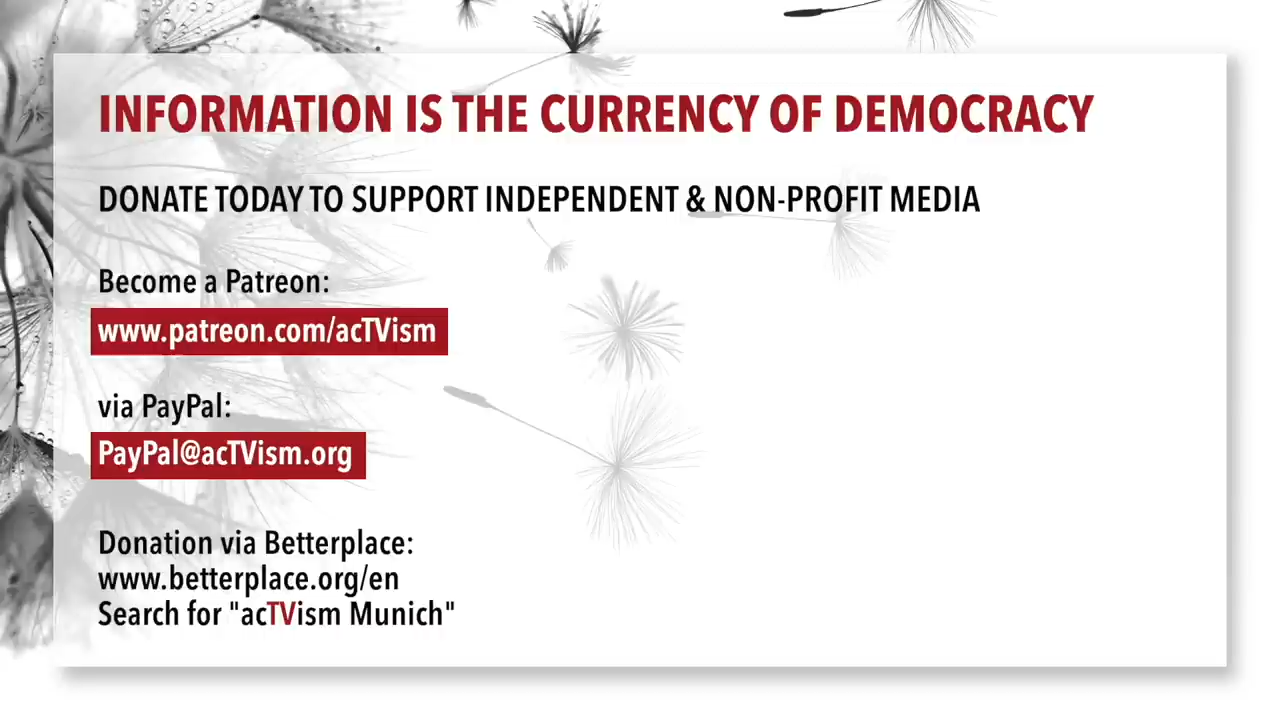 INFORMATION IS THE CURRENCY OF DEMOCRACY
DONATE TODAY TO SUPPORT INDEPENDENT & NON-PROFIT MEDIA
Become a Patreon:
www.patreon.com/acTVism
via PayPal:
PayPal@acTVism.org
Donation via Betterplace:
www.betterplace.org/en
Search for "acTVism Munich"